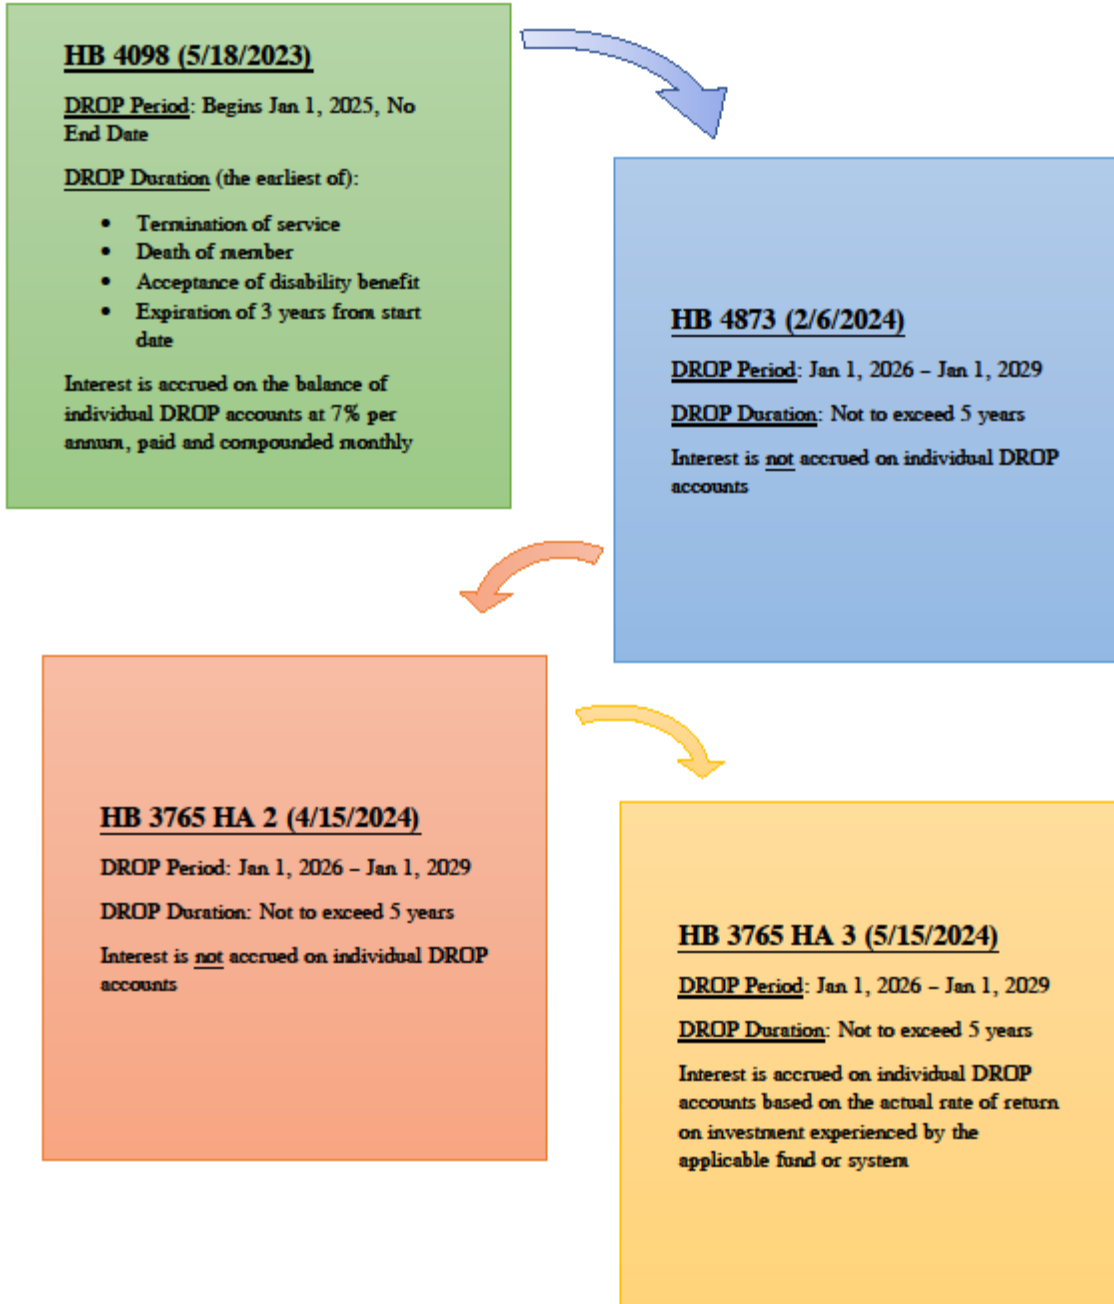 HB 4098 (5/18/2023)
DROP Period: Begins Jan 1, 2025, No
End Date
DROP Duration (the earliest of):
• Termination of service
• Death of member
• Acceptance of disability benefit
• Expiration of 3 years from start
date
Interest is accrued on the balance of
individual DROP accounts at 7% per
annum, paid and compounded monthly
HB 4873 (2/6/2024)
DROP Period: Jan 1, 2026 – Jan 1, 2029
DROP Duration: Not to exceed 5 years
Interest is not accrued on individual DROP
accounts
HB 3765 HA 2 (4/15/2024)
DROP Period: Jan 1, 2026 – Jan 1, 2029
DROP Duration: Not to exceed 5 years
Interest is not accrued on individual DROP
accounts
HB 3765 HA 3 (5/15/2024)
DROP Period: Jan 1, 2026 – Jan 1, 2029
DROP Duration: Not to exceed 5 years
Interest is accrued on individual DROP
accounts based on the actual rate of return
on investment experienced by the
applicable fund or system